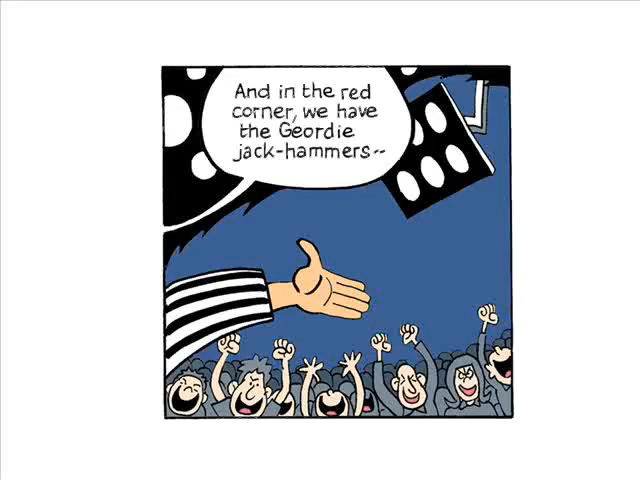 And in the red
corner, we have
the Geordie
jack-hammers--